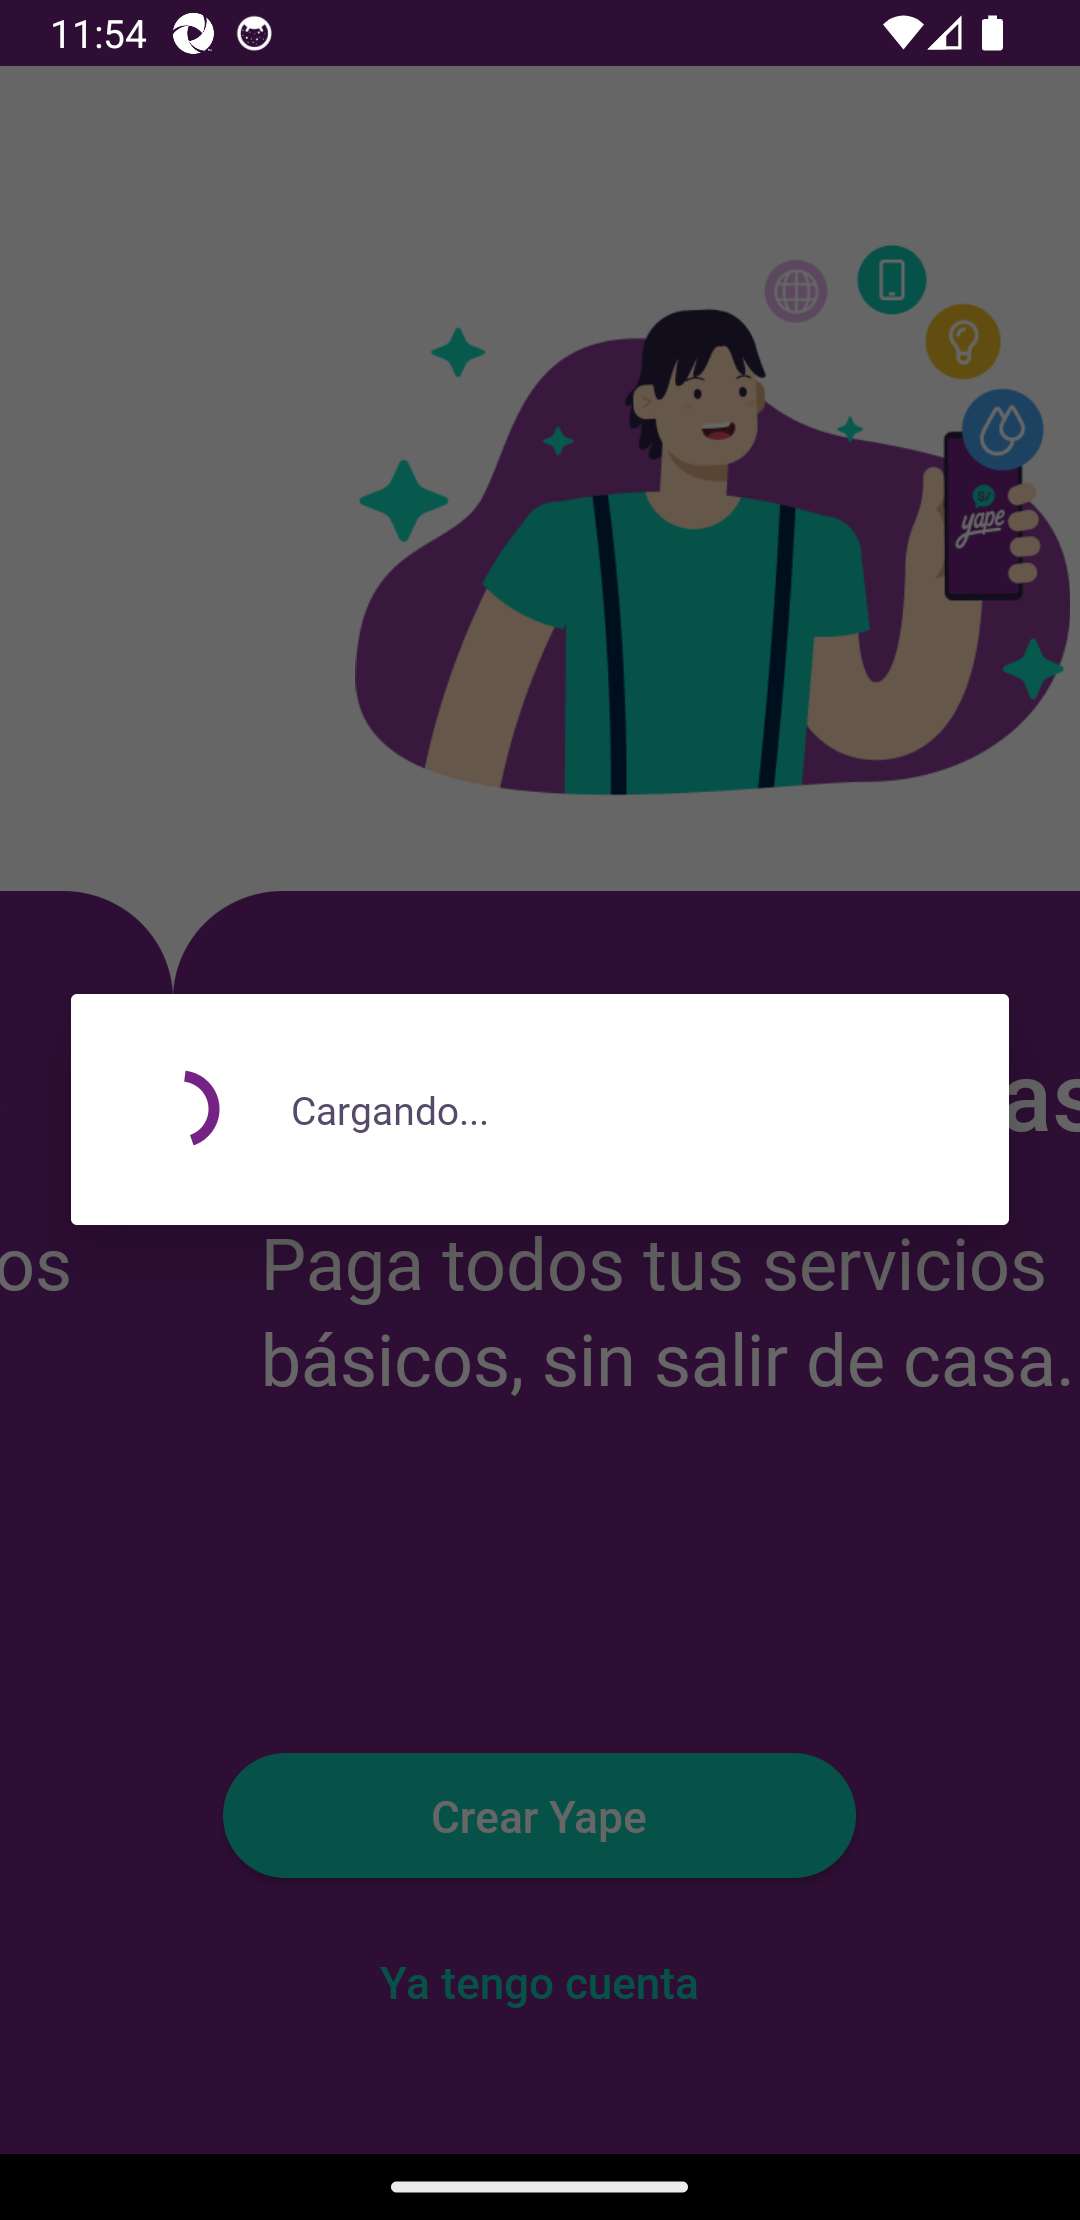 11:54
S/
yape
as
Cargando...
os
Paga todos tus servicios
básicos, sin salir de casa.
Crear Yape
Ya tengo cuenta